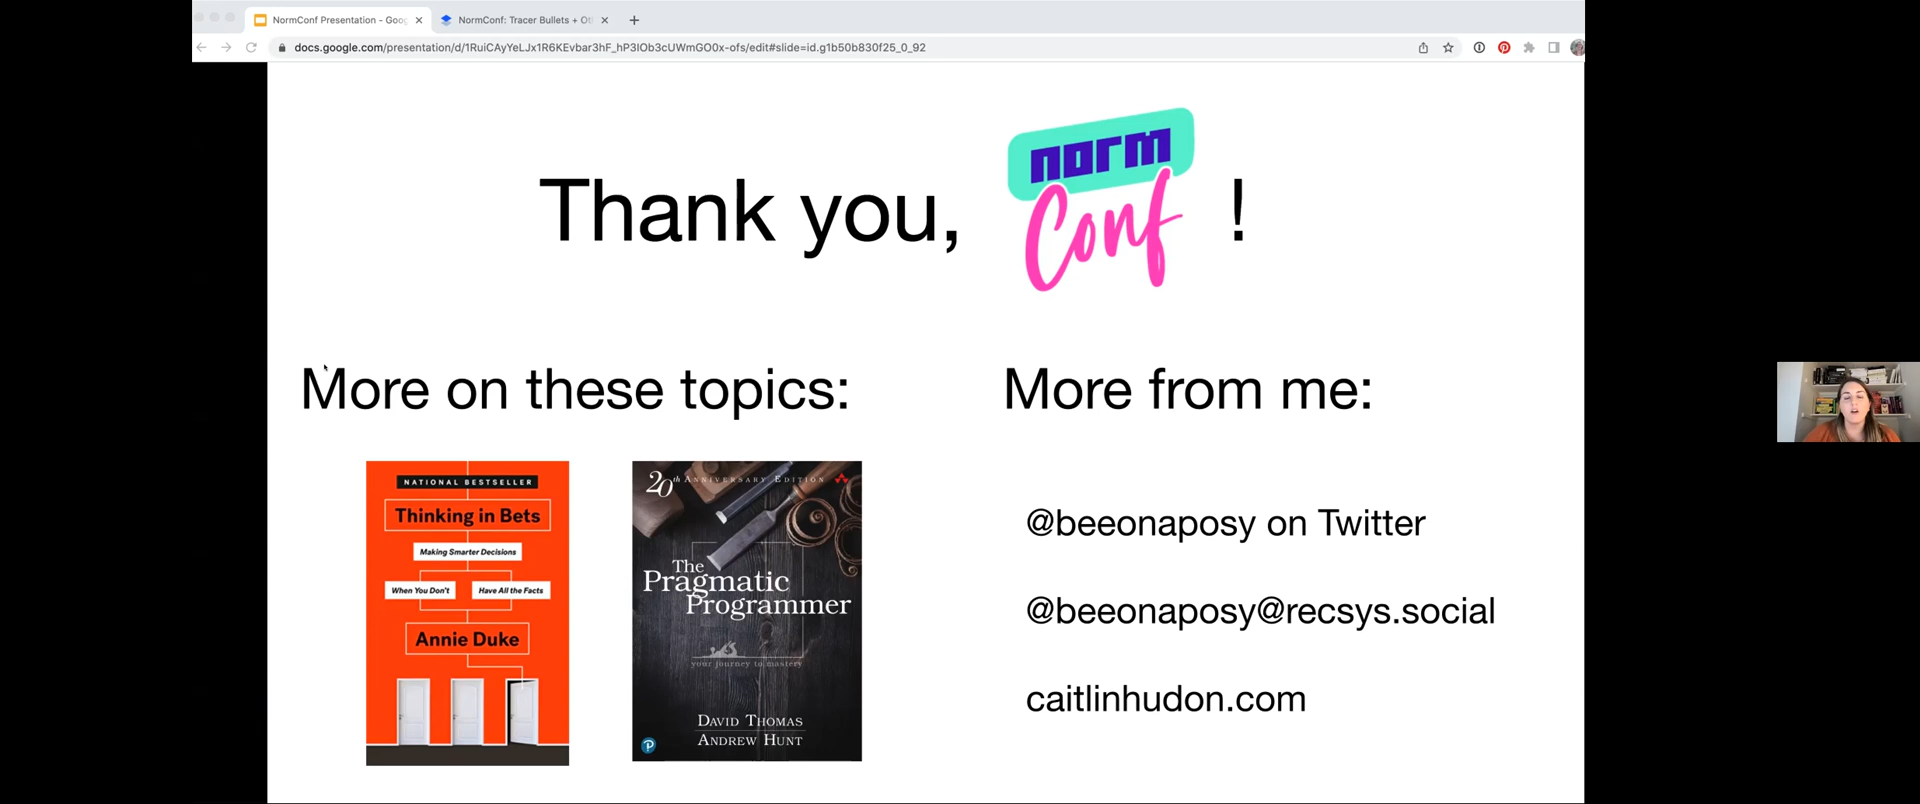 NormConf Presentation - Goog
NormConf: Tracer Bullets + Ot
docs.google.com/presentation/d/1RuiCAyYeLJx1R6KEvbar3hF_hP3IOb3cUWmGO0x-ofs/edit#slide=id.g1b50b830f25_0_92
Thank you, norm Conf !
More on these topics:
NATIONAL BESTSELLER
Thinking in Bets
Making Smarter Decisions
When You Don't
Have All the Facts
Annie Duke
20th ANNIVERSARY EDITION
The
Pragmatic
Programmer
your journey to mastery
DAVID THOMAS
ANDREW HUNT
P
More from me:
@beeonaposy on Twitter
@beeonaposy@recsys.social
caitlinhudon.com